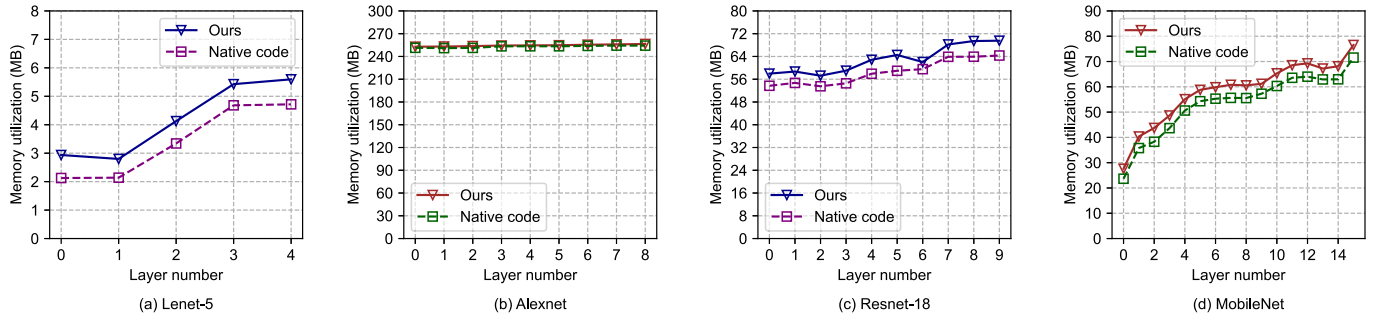 Memory utilization (MB)
8
7
6
5
4
3
2
1
0
Ours
Native code
0 1 2 3 4
Layer number
(a) Lenet-5
Memory utilization (MB)
300
270
240
210
180
150
120
90
60
30
0
Ours
Native code
0 1 2 3 4 5 6 7 8
Layer number
(b) Alexnet
Memory utilization (MB)
80
72
64
56
48
40
32
24
16
8
0
Ours
Native code
0 1 2 3 4 5 6 7 8 9
Layer number
(c) Resnet-18
Memory utilization (MB)
90
80
70
60
50
40
30
20
10
0
Ours
Native code
0 2 4 6 8 10 12 14
Layer number
(d) MobileNet